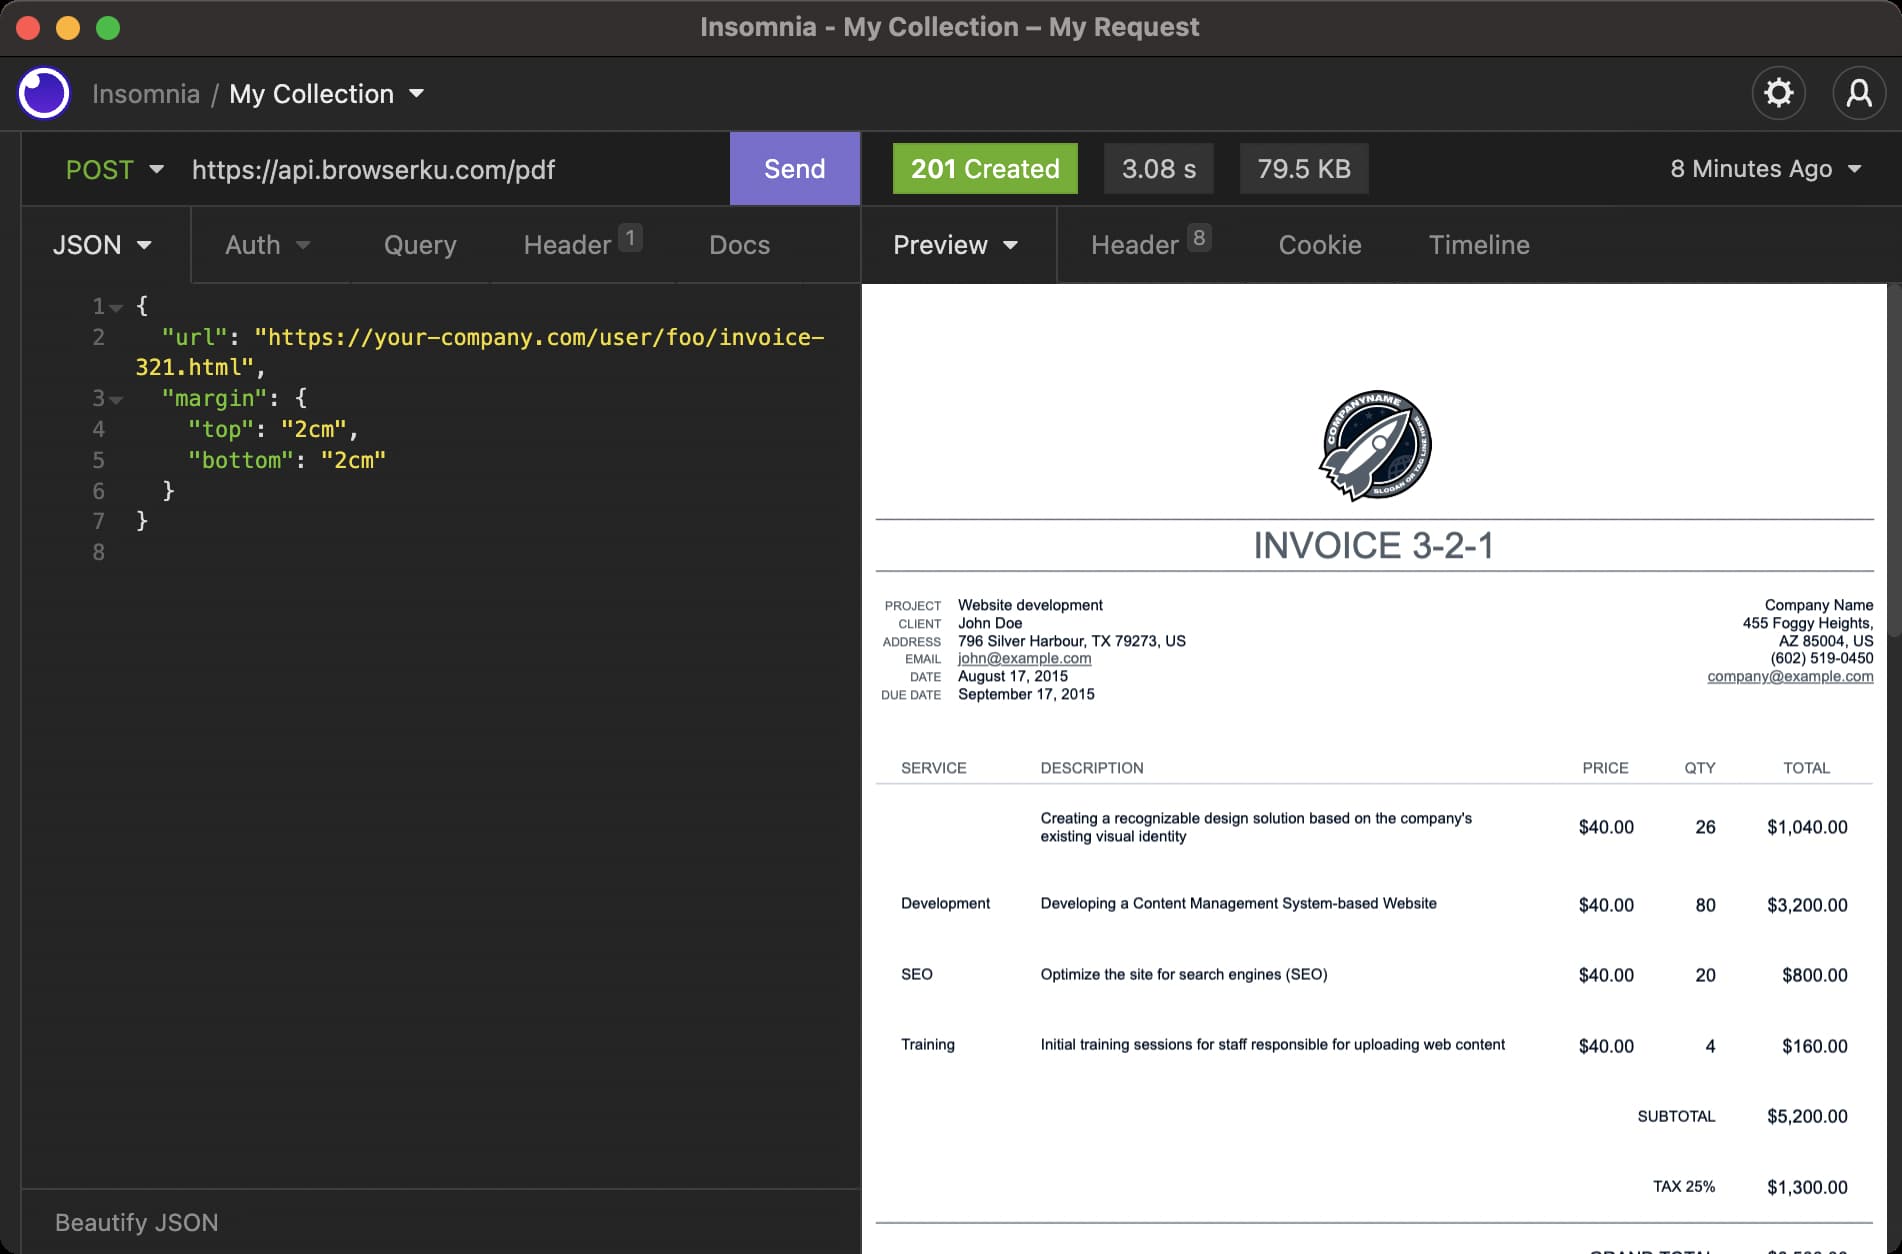 Insomnia - My Collection – My Request
Insomnia / My Collection
POST https://api.browserku.com/pdf Send
201 Created 3.08 s 79.5 KB 8 Minutes Ago
JSON Auth Query Header 1 Docs
Preview Header 8 Cookie Timeline
1 {
2 "url": "https://your-company.com/user/foo/invoice-
321.html",
3 "margin": {
4 "top": "2cm",
5 "bottom": "2cm"
6 }
7 }
8
Beautify JSON
COMPANYNAME
SLOGAN OR TAG LINE HERE
INVOICE 3-2-1
PROJECT Website development
CLIENT John Doe
ADDRESS 796 Silver Harbour, TX 79273, US
EMAIL john@example.com
DATE August 17, 2015
DUE DATE September 17, 2015
Company Name
455 Foggy Heights,
AZ 85004, US
(602) 519-0450
company@example.com
SERVICE DESCRIPTION PRICE QTY TOTAL
Creating a recognizable design solution based on the company's
existing visual identity
$40.00 26 $1,040.00
Development Developing a Content Management System-based Website $40.00 80 $3,200.00
SEO Optimize the site for search engines (SEO) $40.00 20 $800.00
Training Initial training sessions for staff responsible for uploading web content $40.00 4 $160.00
SUBTOTAL $5,200.00
TAX 25% $1,300.00
GRAND TOTAL $6,500.00